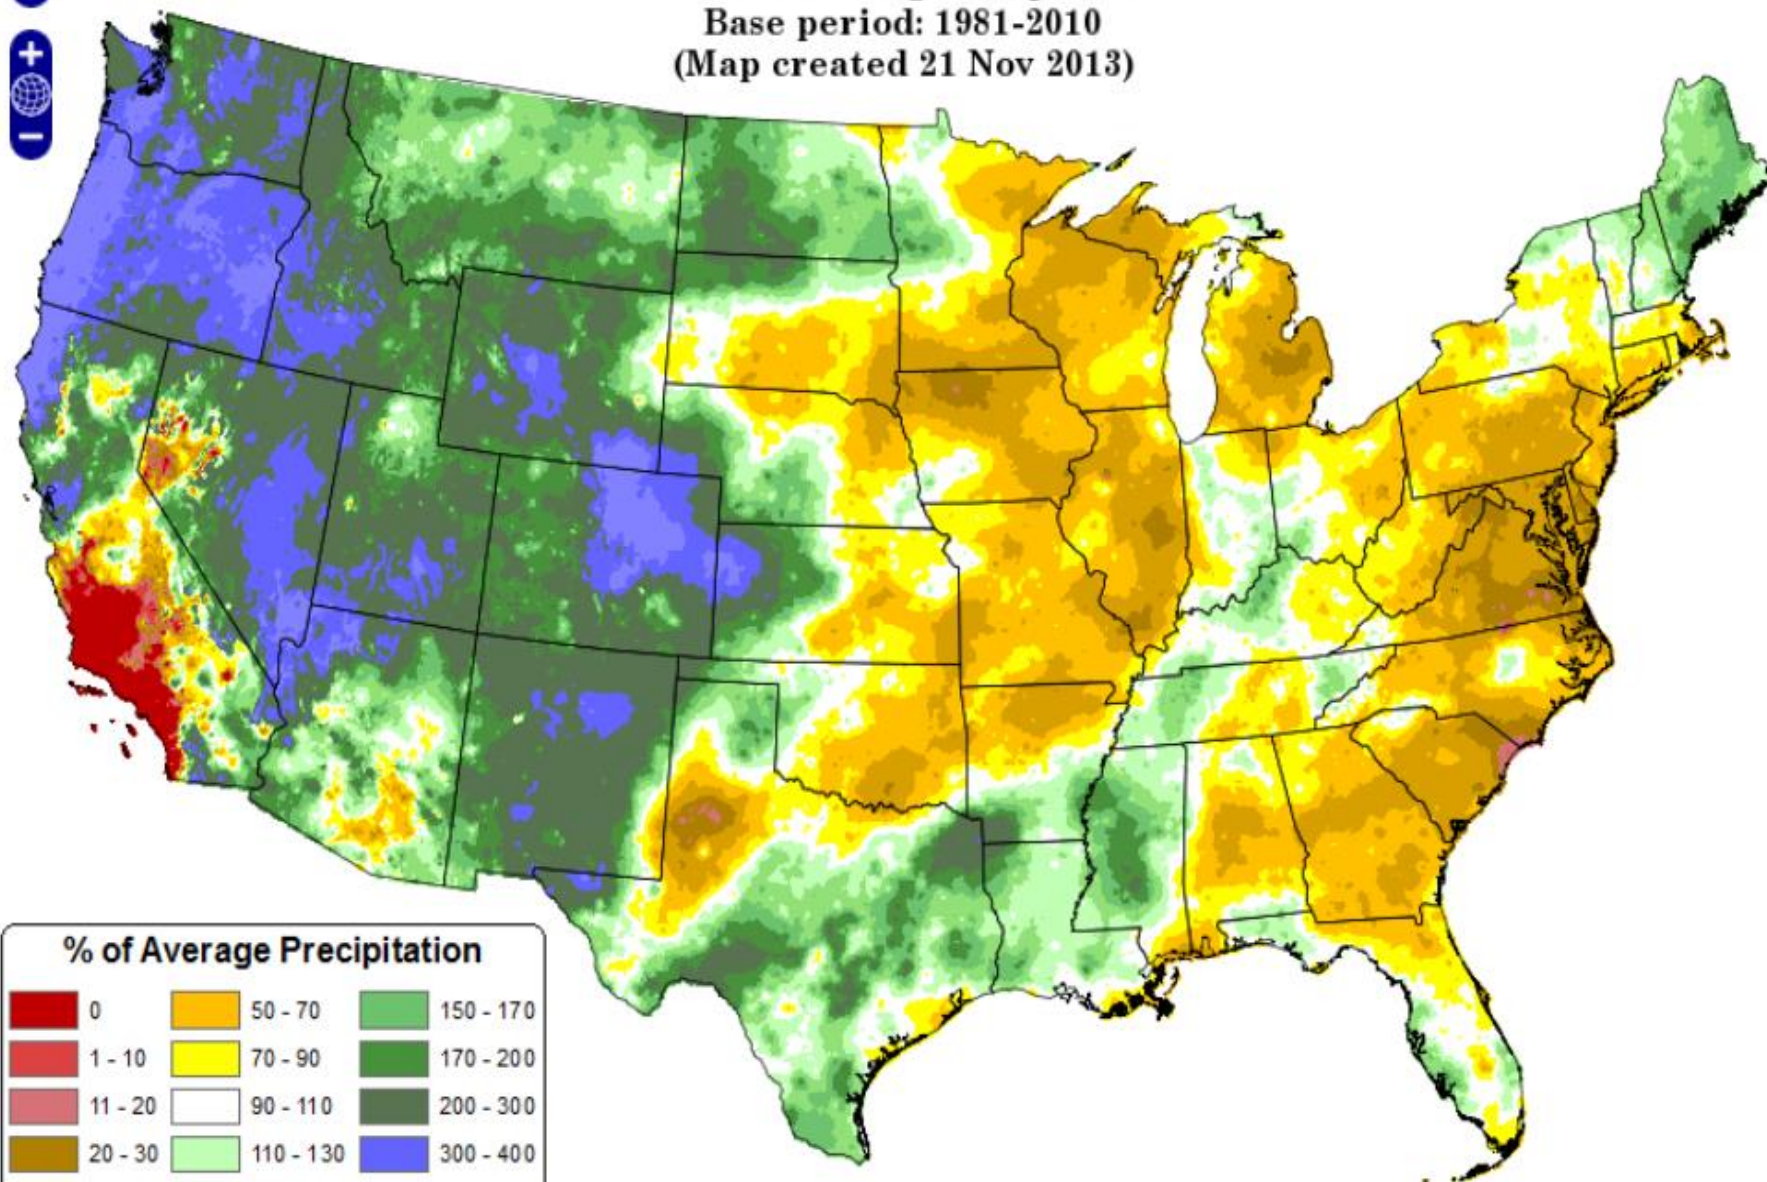 Base period: 1981-2010
(Map created 21 Nov 2013)
% of Average Precipitation
0
50 - 70
150 - 170
1 - 10
70 - 90
170 - 200
11 - 20
90 - 110
200 - 300
20 - 30
110 - 130
300 - 400